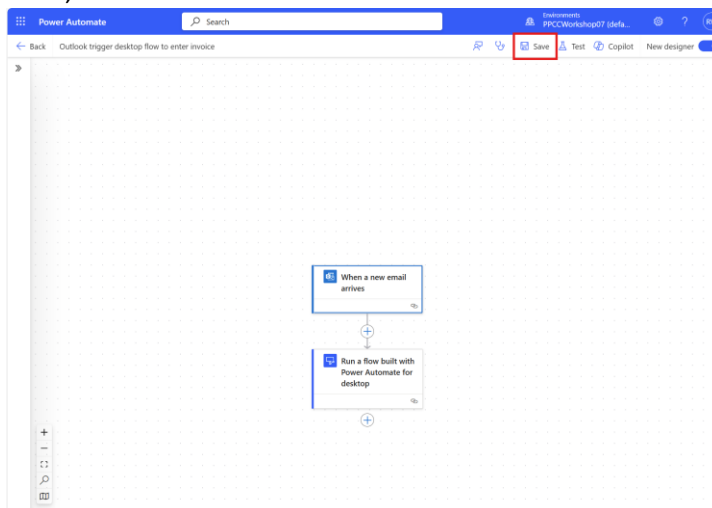 Power Automate
Search
Environments
PPCCWorkshop07 (defa...
?
Back
Outlook trigger desktop flow to enter invoice
Save
Test
Copilot
New designer
When a new email
arrives
Run a flow built with
Power Automate for
desktop